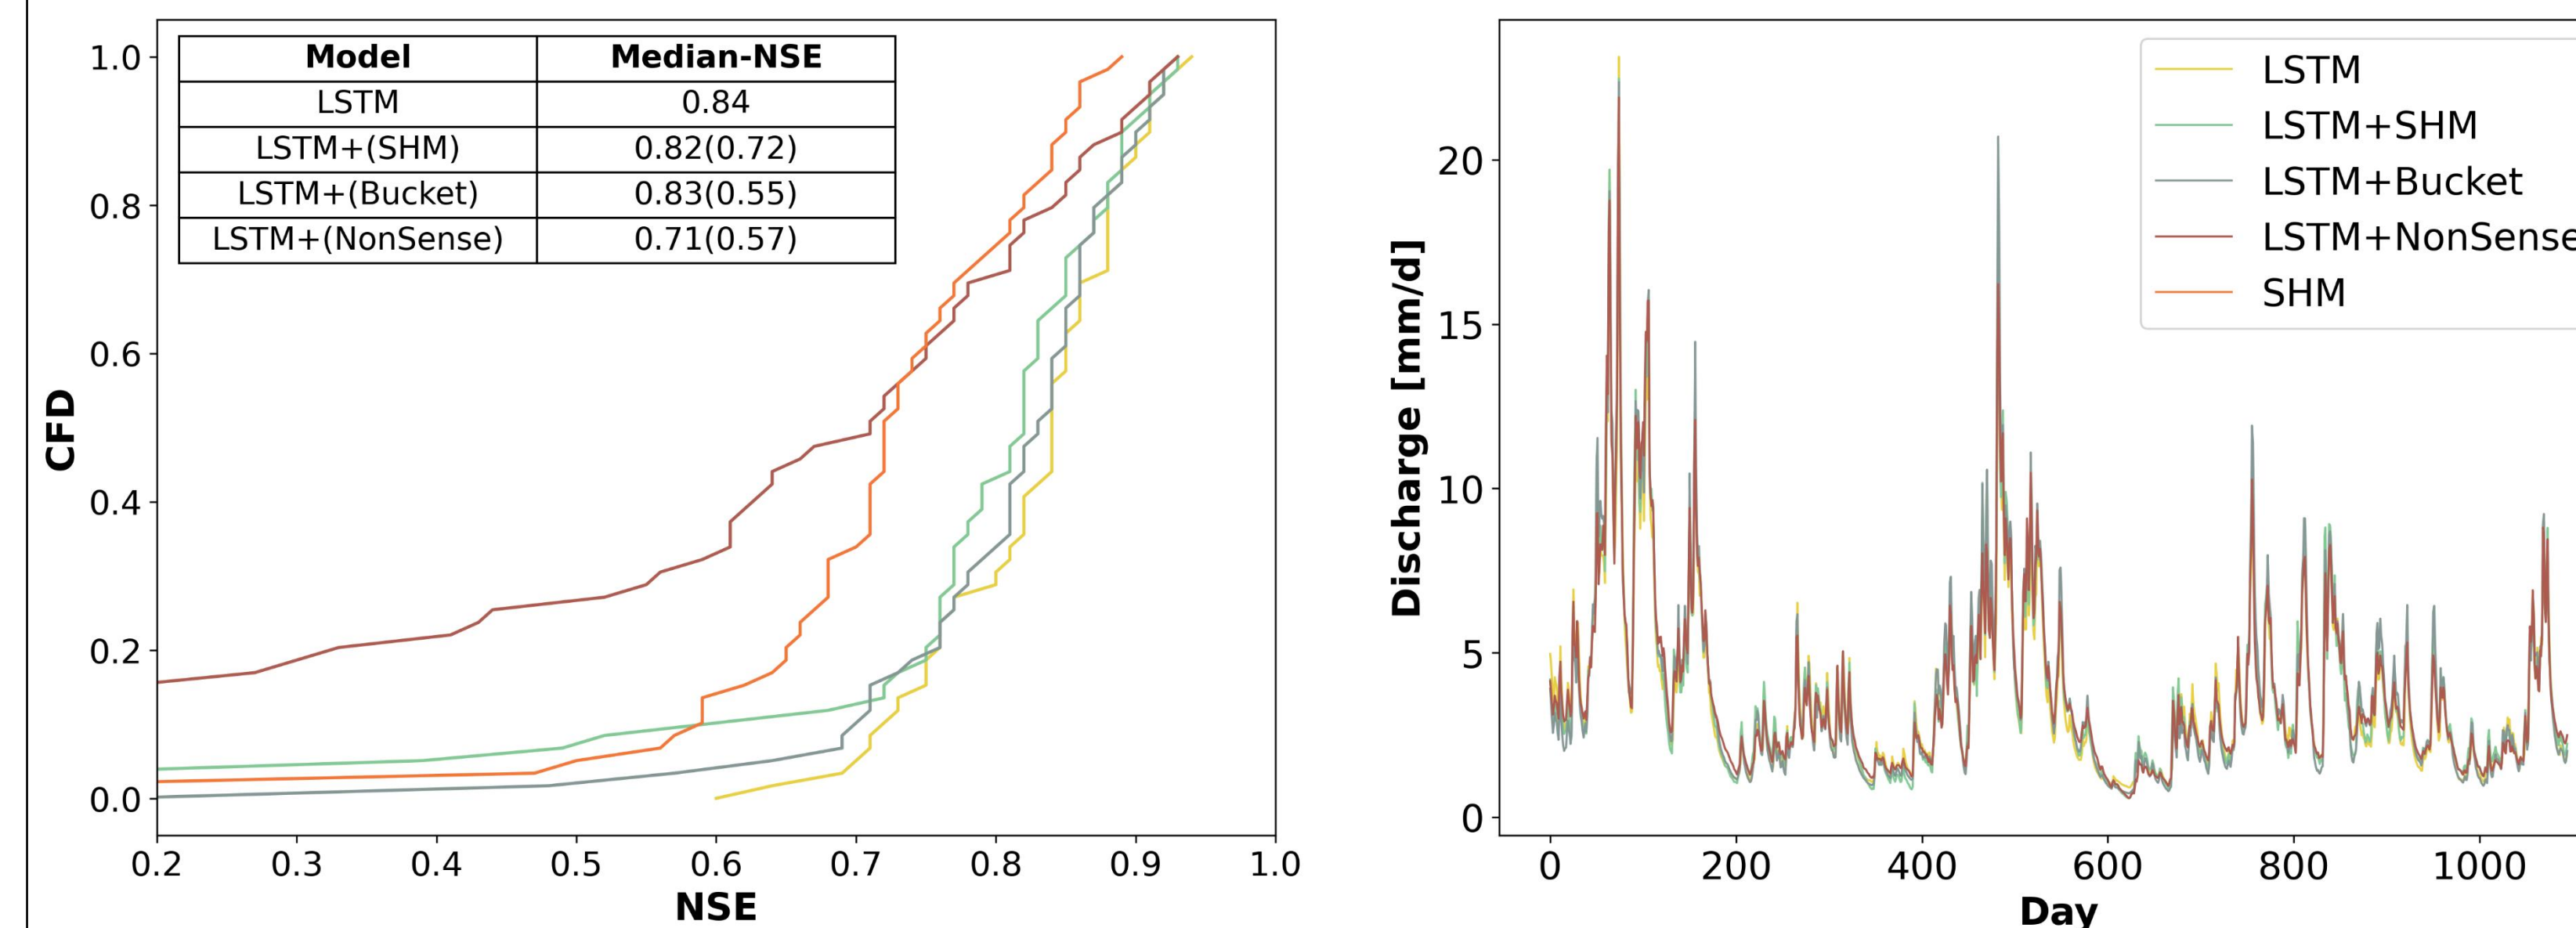 Model Median-NSE
LSTM 0.84
LSTM+(SHM) 0.82(0.72)
LSTM+(Bucket) 0.83(0.55)
LSTM+(NonSense) 0.71(0.57)
1.0
0.8
0.6
0.4
0.2
0.0
CFD
0.2 0.3 0.4 0.5 0.6 0.7 0.8 0.9 1.0
NSE
LSTM
LSTM+SHM
LSTM+Bucket
LSTM+NonSense
SHM
20
15
10
5
0
Discharge [mm/d]
0 200 400 600 800 1000
Day